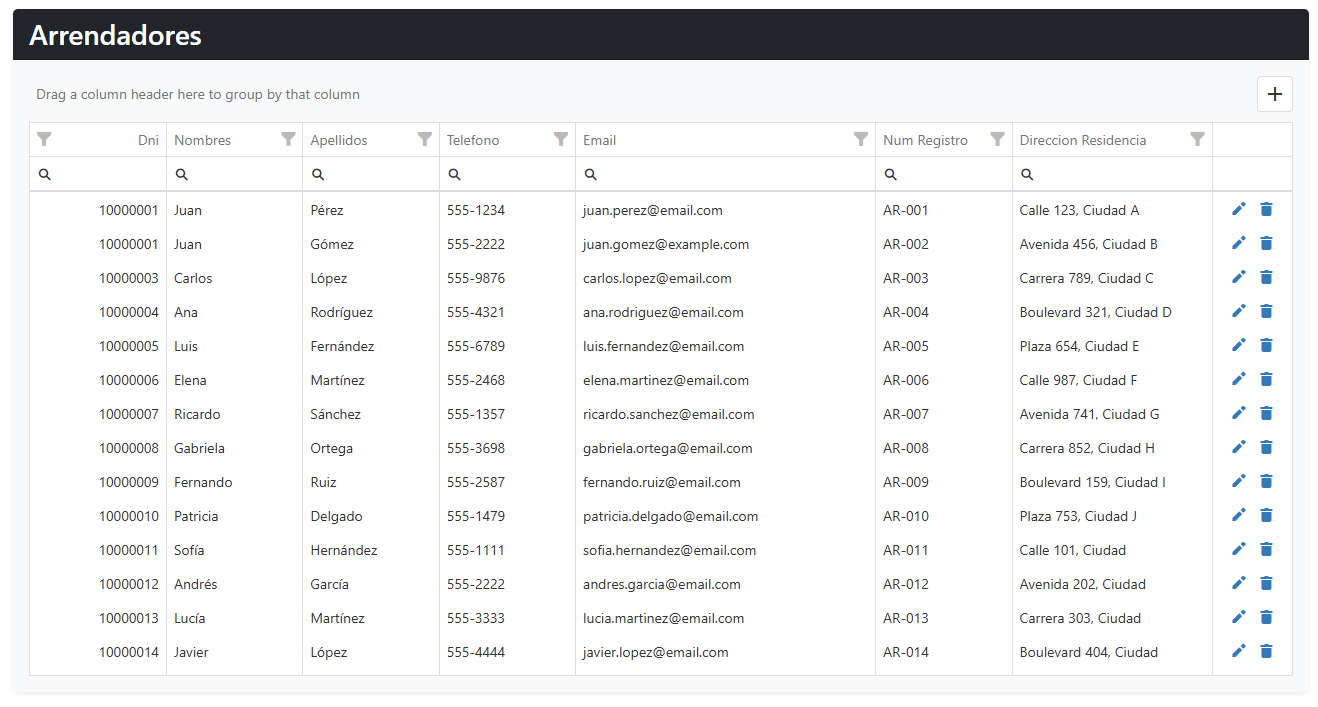 Arrendadores
Drag a column header here to group by that column
Dni Nombres Apellidos Telefono Email Num Registro Direccion Residencia
10000001 Juan Pérez 555-1234 juan.perez@email.com AR-001 Calle 123, Ciudad A
10000001 Juan Gómez 555-2222 juan.gomez@example.com AR-002 Avenida 456, Ciudad B
10000003 Carlos López 555-9876 carlos.lopez@email.com AR-003 Carrera 789, Ciudad C
10000004 Ana Rodríguez 555-4321 ana.rodriguez@email.com AR-004 Boulevard 321, Ciudad D
10000005 Luis Fernández 555-6789 luis.fernandez@email.com AR-005 Plaza 654, Ciudad E
10000006 Elena Martínez 555-2468 elena.martinez@email.com AR-006 Calle 987, Ciudad F
10000007 Ricardo Sánchez 555-1357 ricardo.sanchez@email.com AR-007 Avenida 741, Ciudad G
10000008 Gabriela Ortega 555-3698 gabriela.ortega@email.com AR-008 Carrera 852, Ciudad H
10000009 Fernando Ruiz 555-2587 fernando.ruiz@email.com AR-009 Boulevard 159, Ciudad I
10000010 Patricia Delgado 555-1479 patricia.delgado@email.com AR-010 Plaza 753, Ciudad J
10000011 Sofía Hernández 555-1111 sofia.hernandez@email.com AR-011 Calle 101, Ciudad
10000012 Andrés García 555-2222 andres.garcia@email.com AR-012 Avenida 202, Ciudad
10000013 Lucía Martínez 555-3333 lucia.martinez@email.com AR-013 Carrera 303, Ciudad
10000014 Javier López 555-4444 javier.lopez@email.com AR-014 Boulevard 404, Ciudad